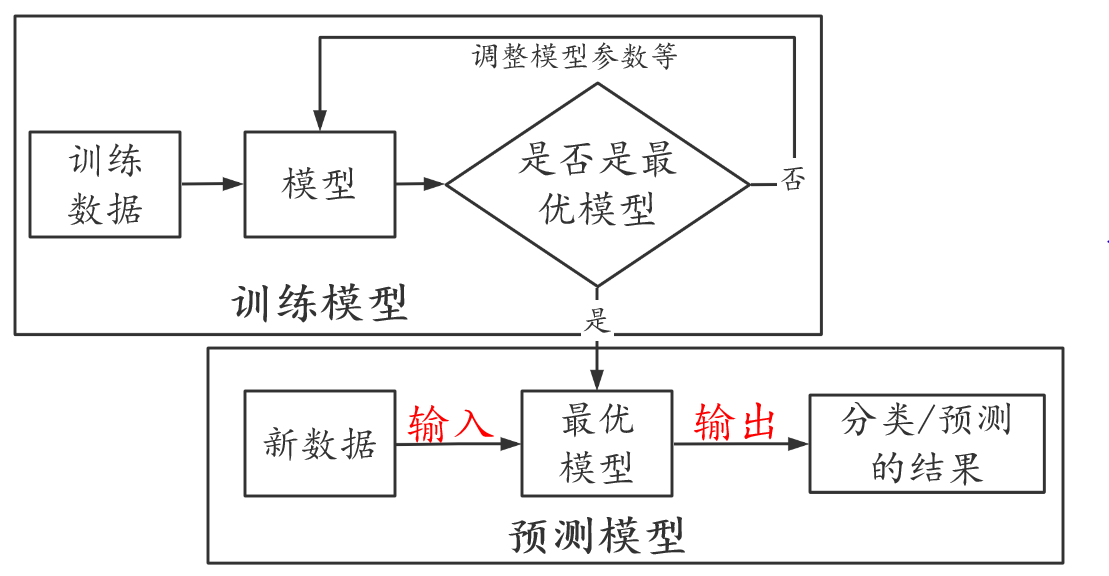 调整模型参数等
训练
数据
模型
是否是最
优模型
否
训练模型
是
新数据
输入
最优
模型
输出
分类/预测
的结果
预测模型